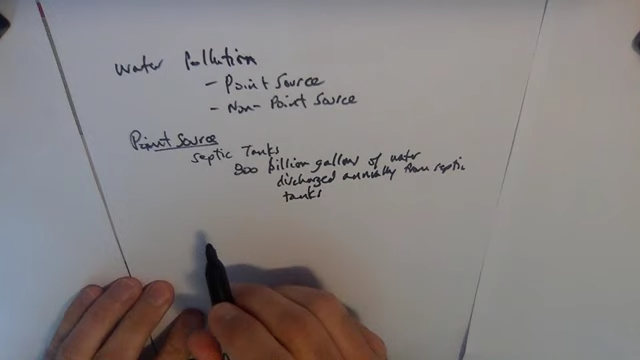 Water Pollution
- Point Source
- Non-Point Source
Point Source
Septic Tanks
900 billion gallons of water
discharged annually from septic
tanks